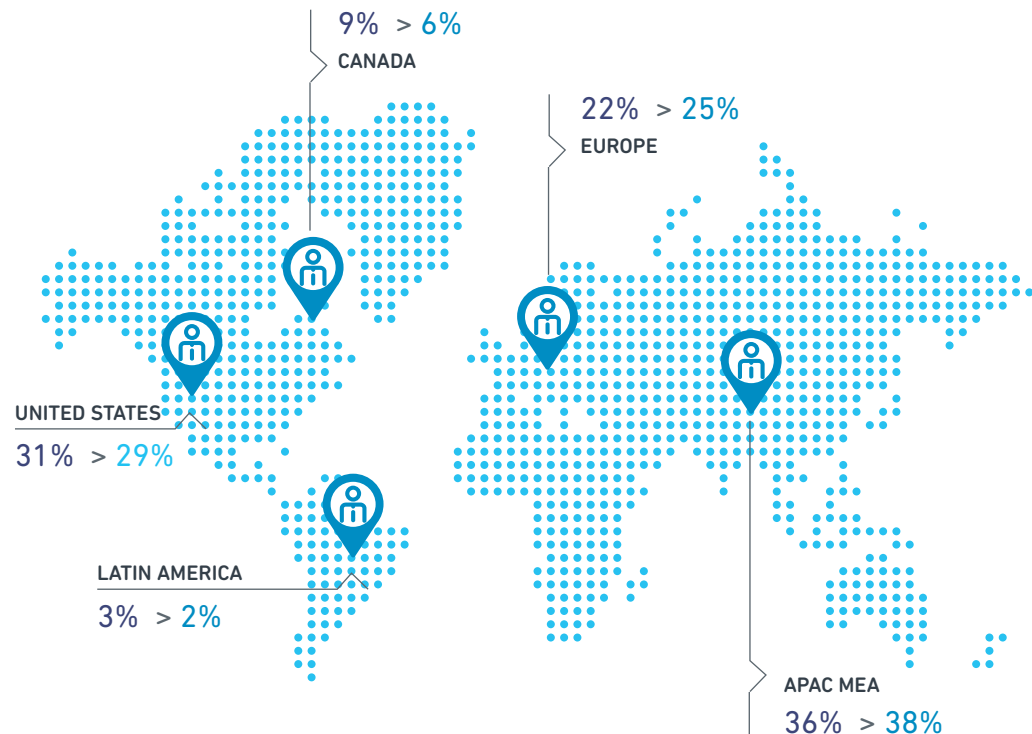 9% > 6%
CANADA
22% > 25%
EUROPE
UNITED STATES
31% > 29%
LATIN AMERICA
3% > 2%
APAC MEA
36% > 38%